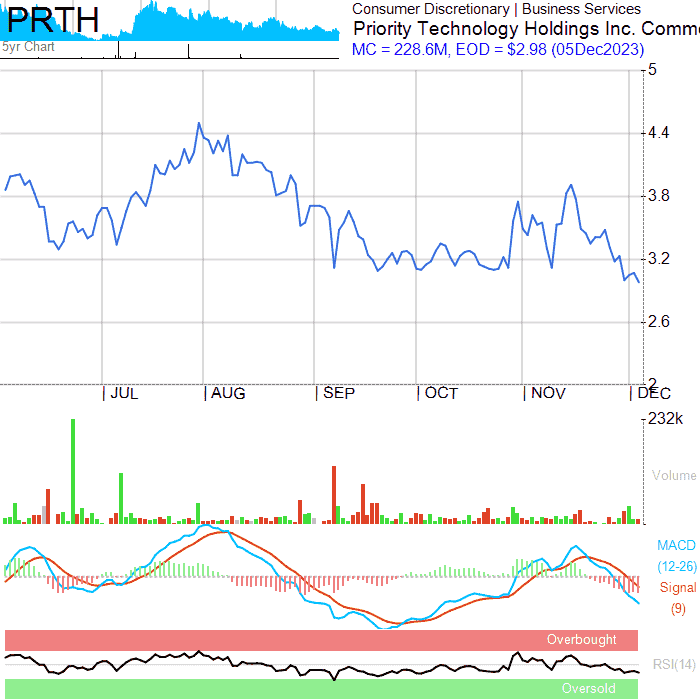 PRTH
5yr Chart
Consumer Discretionary | Business Services
Priority Technology Holdings Inc. Comm
MC = 228.6M, EOD = $2.98 (05Dec2023)
5
4.4
3.8
3.2
2.6
2
JUL
AUG
SEP
OCT
NOV
DEC
232k
Volume
MACD
(12-26)
Signal
(9)
Overbought
RSI(14)
Oversold